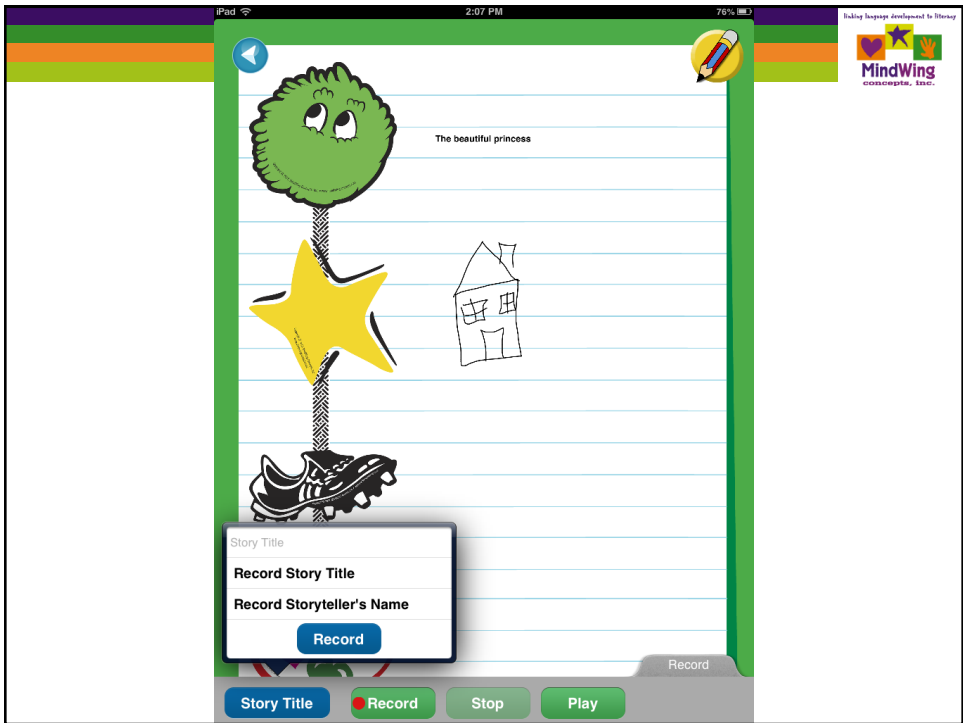 iPad 2:07 PM 76%
linking language development to literacy
MindWing
concepts, inc.
The beautiful princess
Story Title
Record Story Title
Record Storyteller's Name
Record
Record
Story Title Record Stop Play